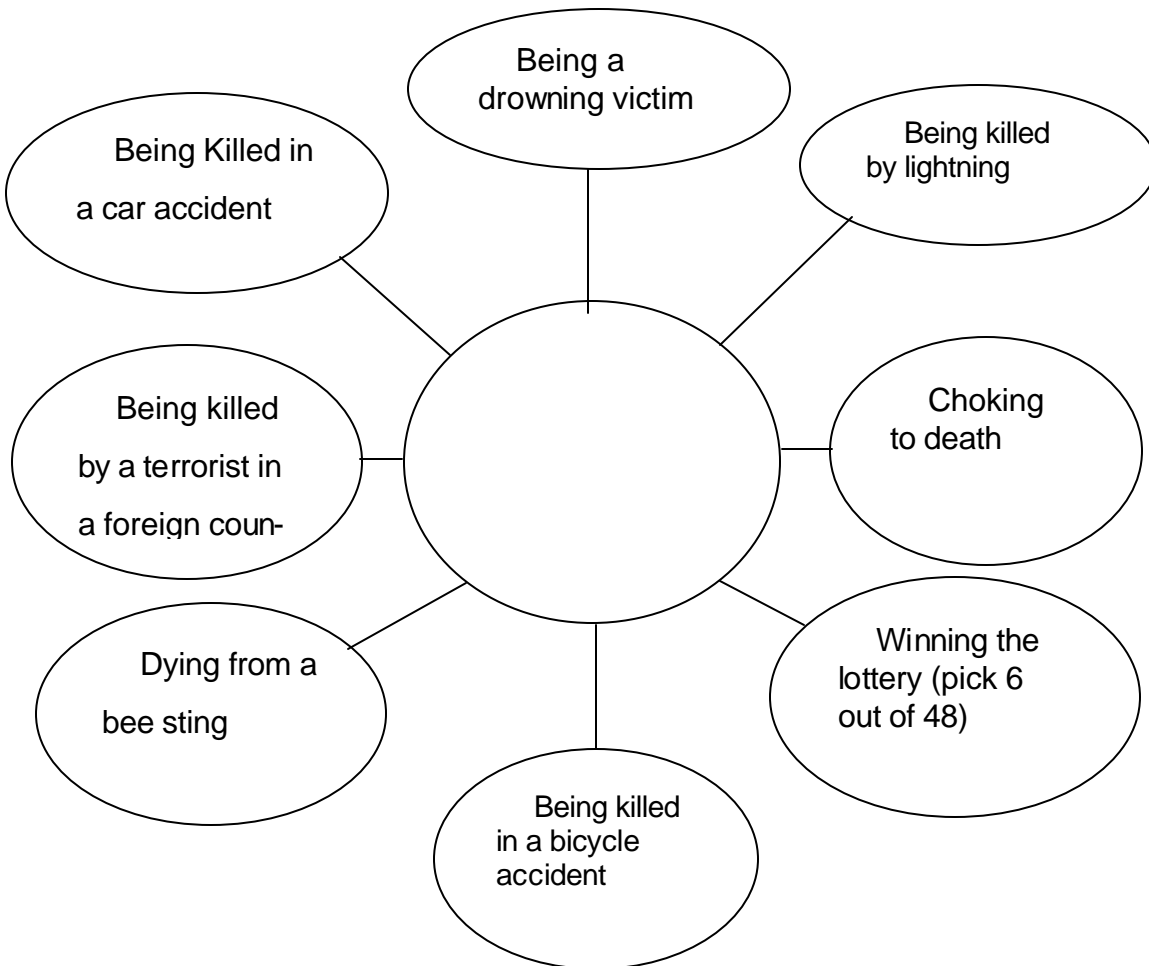 Being a
drowning victim
Being Killed in
a car accident
Being killed
by lightning
Being killed
by a terrorist in
a foreign coun-
Choking
to death
Dying from a
bee sting
Winning the
lottery (pick 6
out of 48)
Being killed
in a bicycle
accident